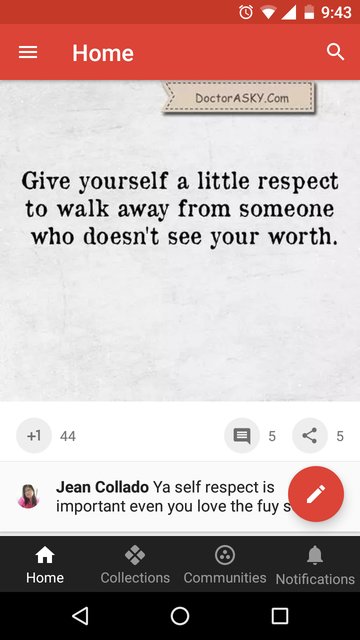 9:43
Home
DoctorASKY.Com
Give yourself a little respect
to walk away from someone
who doesn't see your worth.
+1 44 5 5
Jean Collado Ya self respect is
important even you love the fuy s
Home Collections Communities Notifications